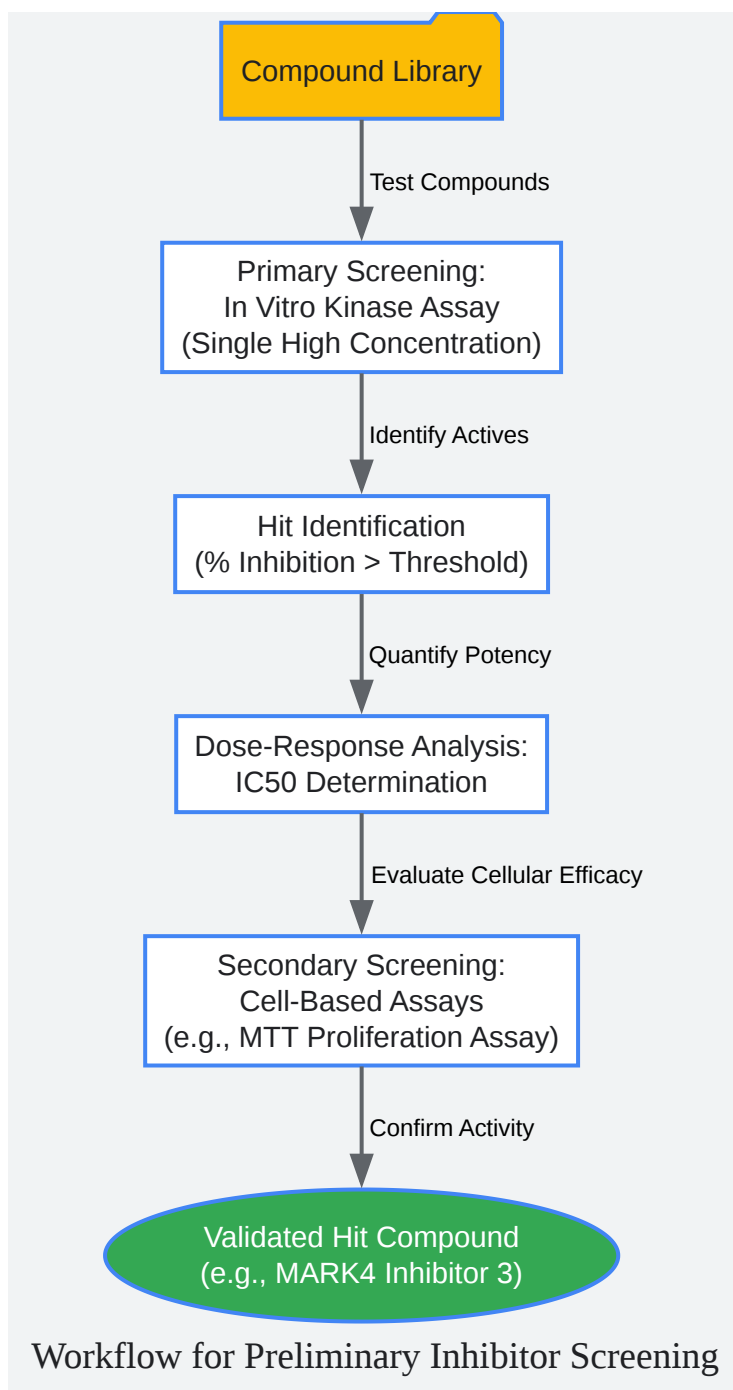 Compound Library
Test Compounds
Primary Screening:
In Vitro Kinase Assay
(Single High Concentration)
Identify Actives
Hit Identification
(% Inhibition > Threshold)
Quantify Potency
Dose-Response Analysis:
IC50 Determination
Evaluate Cellular Efficacy
Secondary Screening:
Cell-Based Assays
(e.g., MTT Proliferation Assay)
Confirm Activity
Validated Hit Compound
(e.g., MARK4 Inhibitor 3)
Workflow for Preliminary Inhibitor Screening